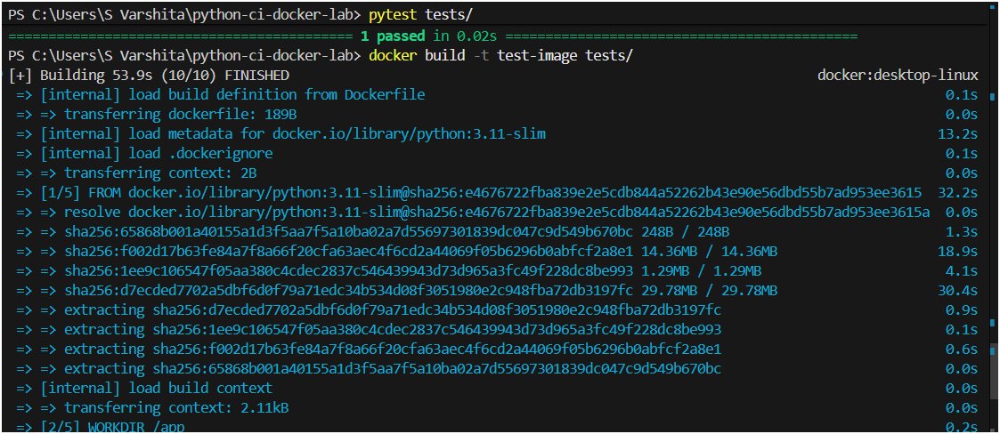 PS C:\Users\S Varshita\python-ci-docker-lab> pytest tests/
============================================ 1 passed in 0.02s =============================================
PS C:\Users\S Varshita\python-ci-docker-lab> docker build -t test-image tests/
[+] Building 53.9s (10/10) FINISHED docker:desktop-linux
=> [internal] load build definition from Dockerfile 0.1s
=> => transferring dockerfile: 189B 0.0s
=> [internal] load metadata for docker.io/library/python:3.11-slim 13.2s
=> [internal] load .dockerignore 0.1s
=> => transferring context: 2B 0.0s
=> [1/5] FROM docker.io/library/python:3.11-slim@sha256:e4676722fba839e2e5cdb844a52262b43e90e56dbd55b7ad953ee3615 32.2s
=> => resolve docker.io/library/python:3.11-slim@sha256:e4676722fba839e2e5cdb844a52262b43e90e56dbd55b7ad953ee3615a 0.0s
=> => sha256:65868b001a40155a1d3f5aa7f5a10ba02a7d55697301839dc047c9d549b670bc 248B / 248B 1.3s
=> => sha256:f002d17b63fe84a7f8a66f20cfa63aec4f6cd2a44069f05b6296b0abfcf2a8e1 14.36MB / 14.36MB 18.9s
=> => sha256:1ee9c106547f05aa380c4cdec2837c546439943d73d965a3fc49f228dc8be993 1.29MB / 1.29MB 4.1s
=> => sha256:d7ecded7702a5dbf6d0f79a71edc34b534d08f3051980e2c948fba72db3197fc 29.78MB / 29.78MB 30.4s
=> => extracting sha256:d7ecded7702a5dbf6d0f79a71edc34b534d08f3051980e2c948fba72db3197fc 0.9s
=> => extracting sha256:1ee9c106547f05aa380c4cdec2837c546439943d73d965a3fc49f228dc8be993 0.1s
=> => extracting sha256:f002d17b63fe84a7f8a66f20cfa63aec4f6cd2a44069f05b6296b0abfcf2a8e1 0.6s
=> => extracting sha256:65868b001a40155a1d3f5aa7f5a10ba02a7d55697301839dc047c9d549b670bc 0.0s
=> [internal] load build context 0.0s
=> => transferring context: 2.11kB 0.0s
=> [2/5] WORKDIR /app 0.2s